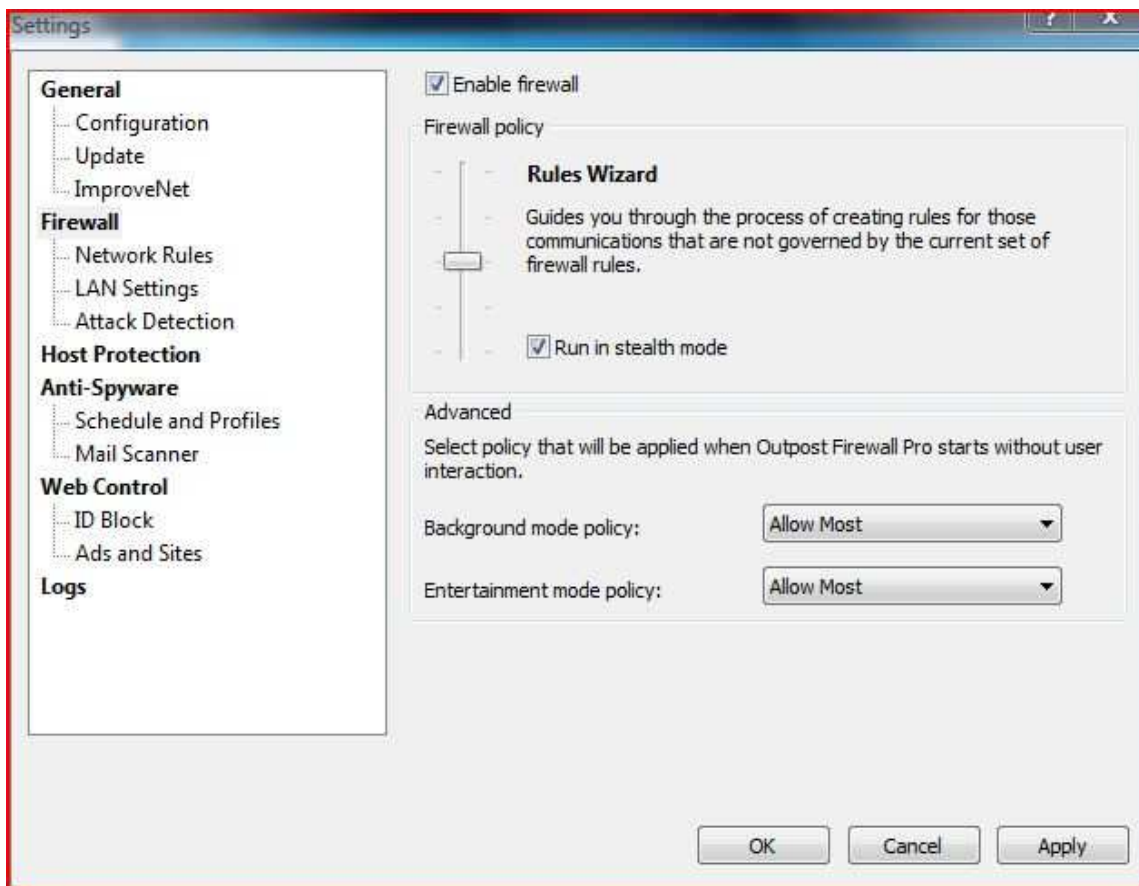 Settings
? X
General
Configuration
Update
ImproveNet
Firewall
Network Rules
LAN Settings
Attack Detection
Host Protection
Anti-Spyware
Schedule and Profiles
Mail Scanner
Web Control
ID Block
Ads and Sites
Logs
Enable firewall
Firewall policy
Rules Wizard
Guides you through the process of creating rules for those
communications that are not governed by the current set of
firewall rules.
Run in stealth mode
Advanced
Select policy that will be applied when Outpost Firewall Pro starts without user
interaction.
Background mode policy: Allow Most
Entertainment mode policy: Allow Most
OK Cancel Apply